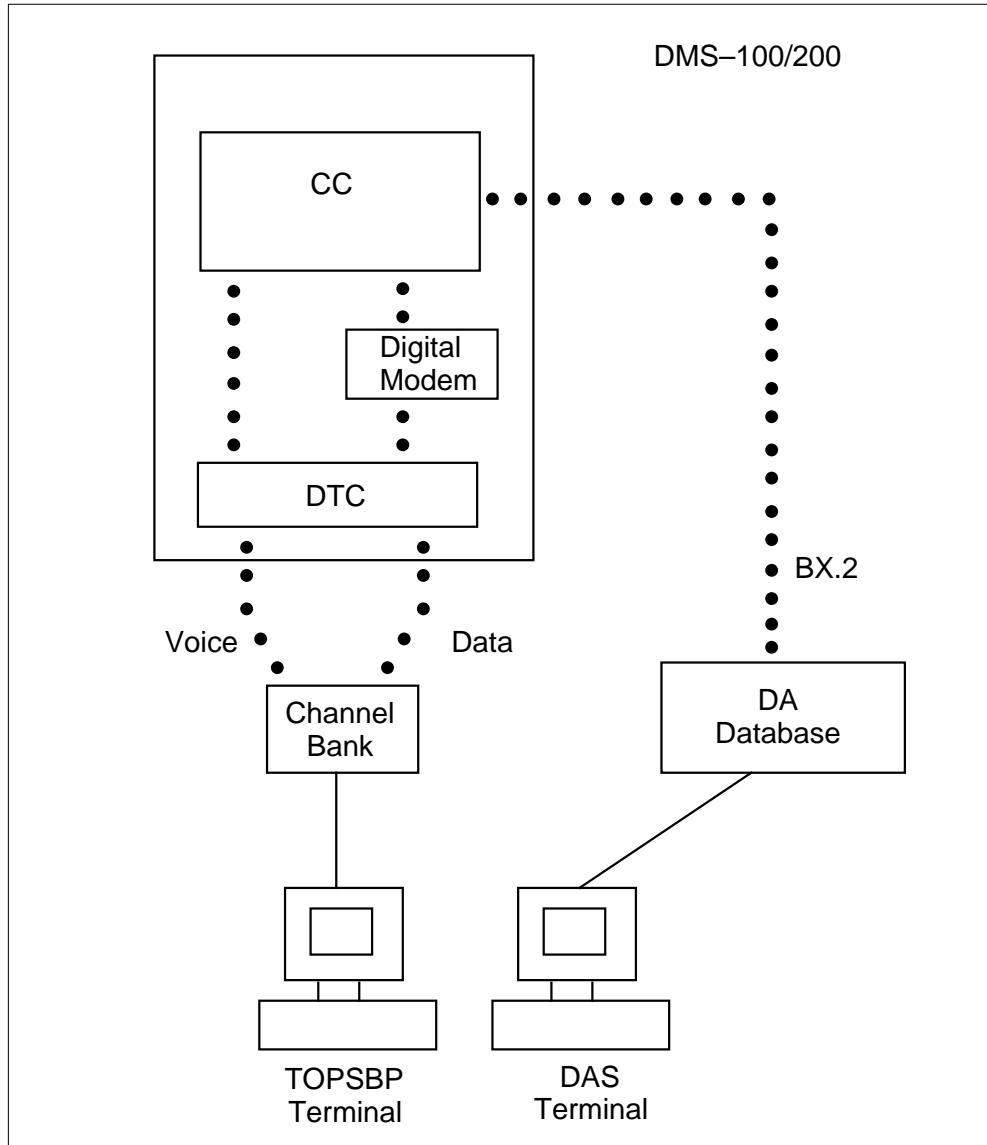 DMS–100/200
CC
Digital
Modem
DTC
BX.2
Voice
Data
Channel
Bank
DA
Database
TOPSBP
Terminal
DAS
Terminal